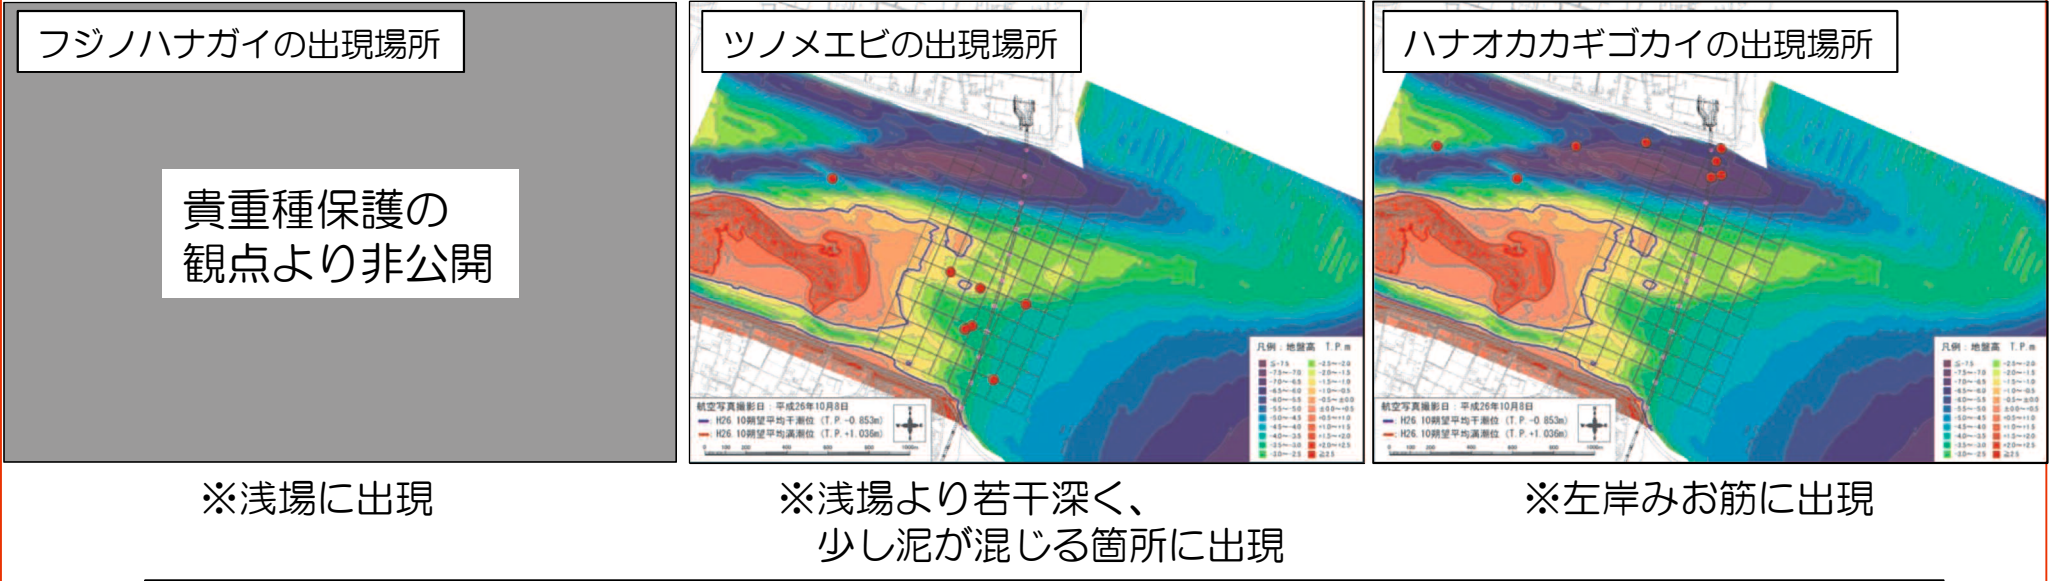 フジノハナガイの出現場所
貴重種保護の
観点より非公開
※浅場に出現
ツノメエビの出現場所
凡例：地盤高 T.P.m
航空写真撮影日：平成26年10月8日
H26.10朔望平均干潮位（T.P.-0.853m）
H26.10朔望平均満潮位（T.P.+1.036m）
※浅場より若干深く、
少し泥が混じる箇所に出現
ハナオカカギゴカイの出現場所
凡例：地盤高 T.P.m
航空写真撮影日：平成26年10月8日
H26.10朔望平均干潮位（T.P.-0.853m）
H26.10朔望平均満潮位（T.P.+1.036m）
※左岸みお筋に出現